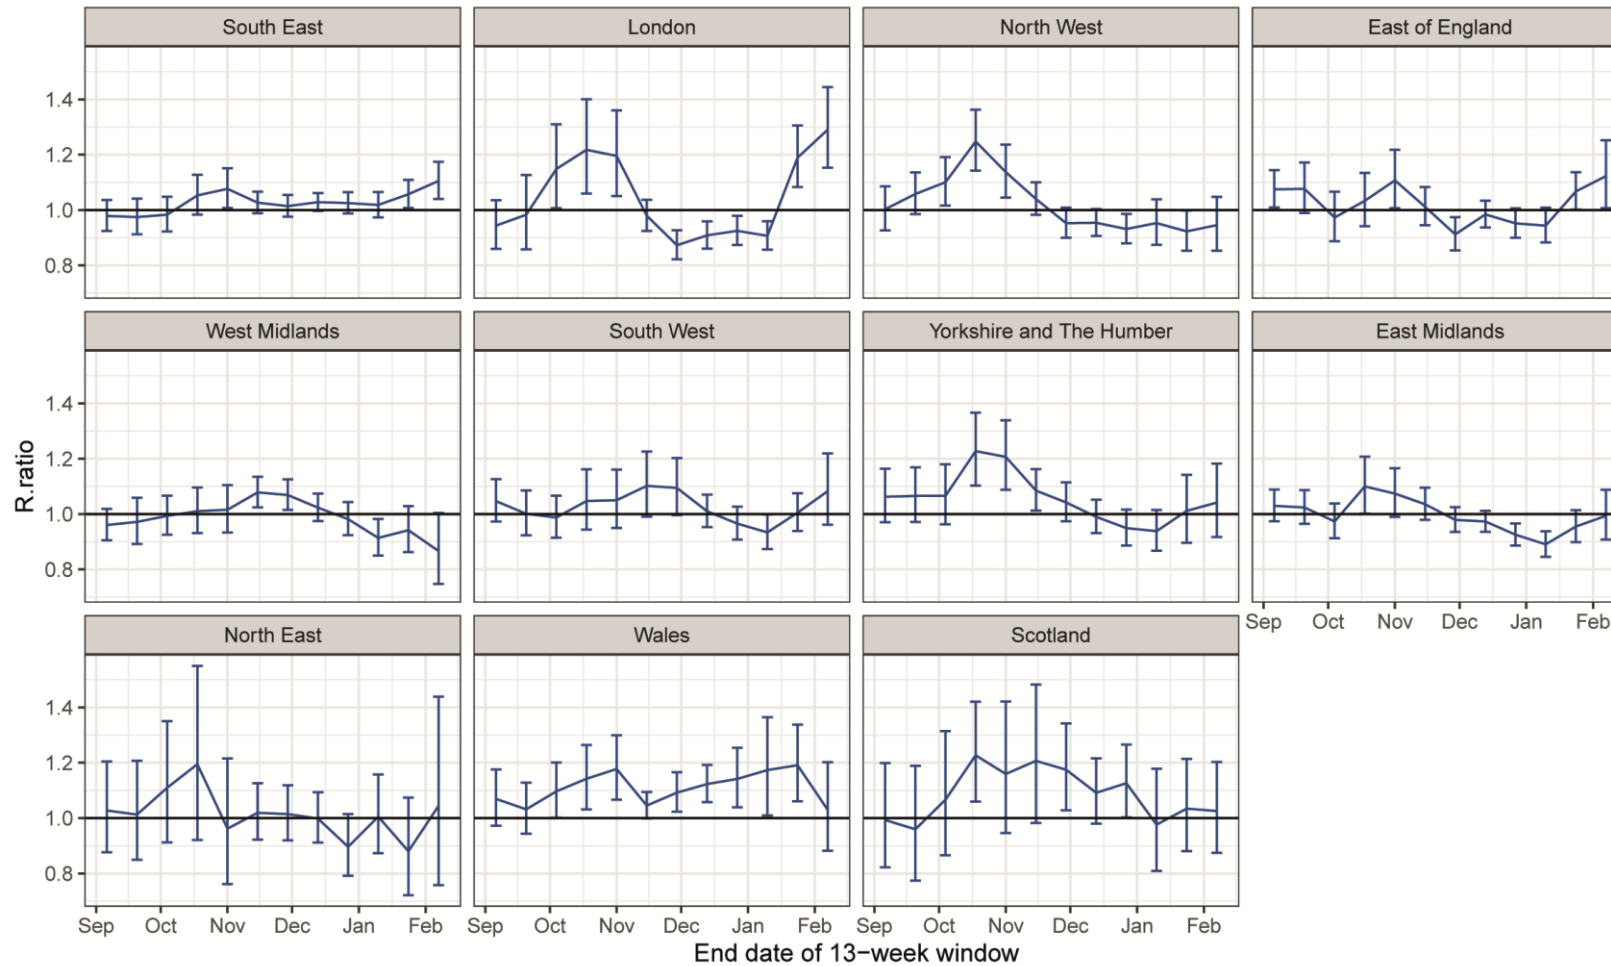 South East London North West East of England
1.4
1.2
1.0
0.8
West Midlands South West Yorkshire and The Humber East Midlands
1.4
1.2
1.0
0.8
Sep Oct Nov Dec Jan Feb
North East Wales Scotland
1.4
1.2
1.0
0.8
Sep Oct Nov Dec Jan Feb Sep Oct Nov Dec Jan Feb Sep Oct Nov Dec Jan Feb
R.ratio
End date of 13−week window